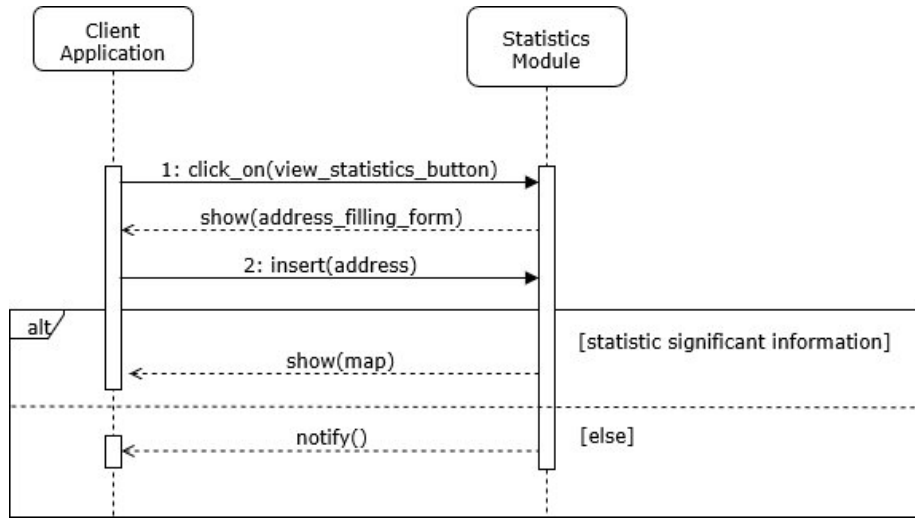 Client
Application
Statistics
Module
1: click_on(view_statistics_button)
show(address_filling_form)
2: insert(address)
alt
[statistic significant information]
show(map)
notify()
[else]